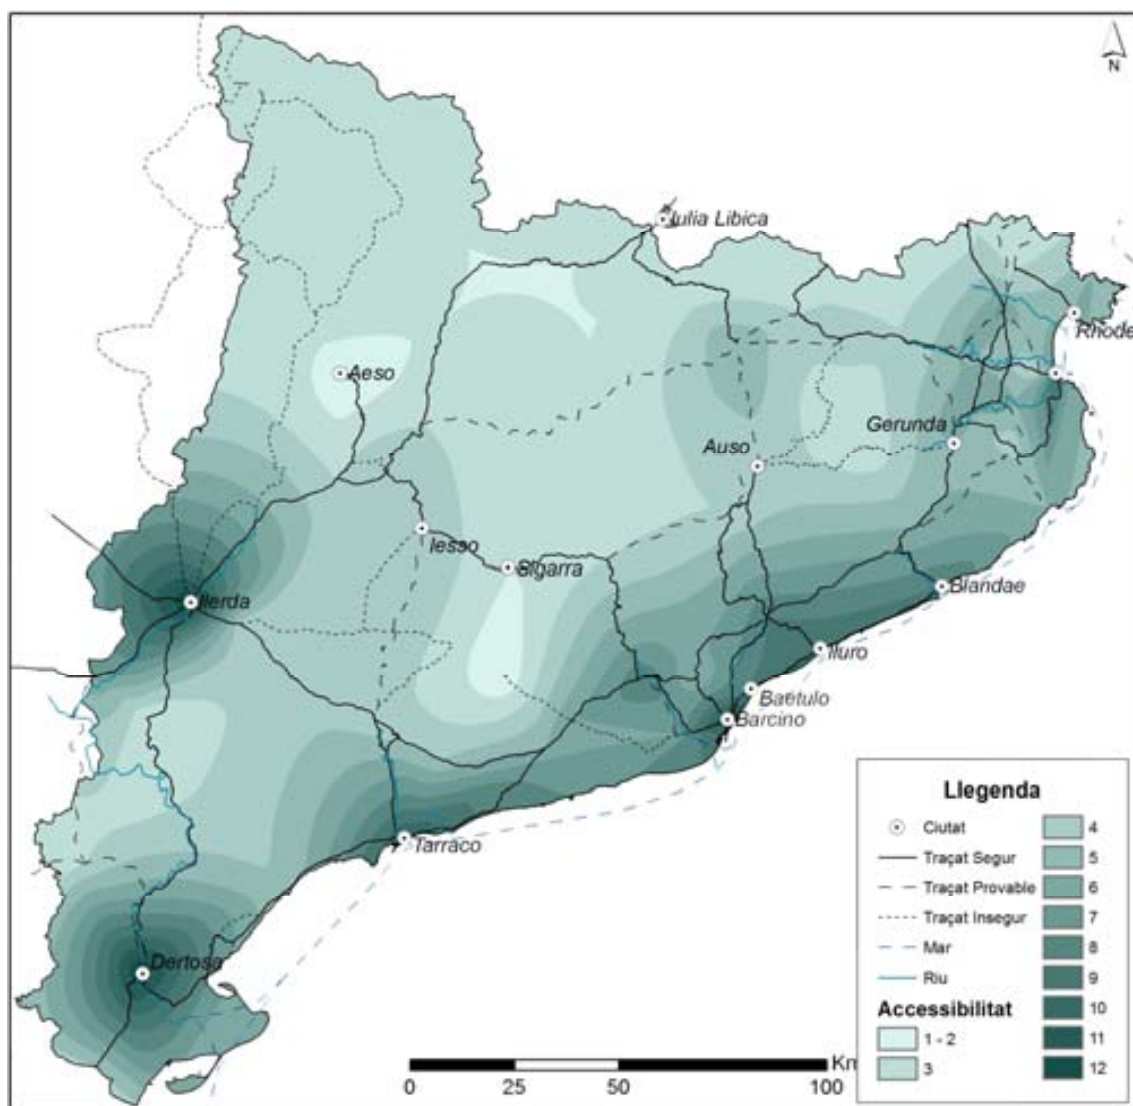 N
Iulia Libica
Rhode
Aeso
Gerunda
Auso
Iesso
Sigarra
Ilerda
Blandae
Iluro
Baetulo
Barcino
Tarraco
Dertosa
Llegenda
Ciutat
Traçat Segur
Traçat Provable
Traçat Insegur
Mar
Riu
Accessibilitat
1 - 2
3
4
5
6
7
8
9
10
11
12
Km
0 25 50 100